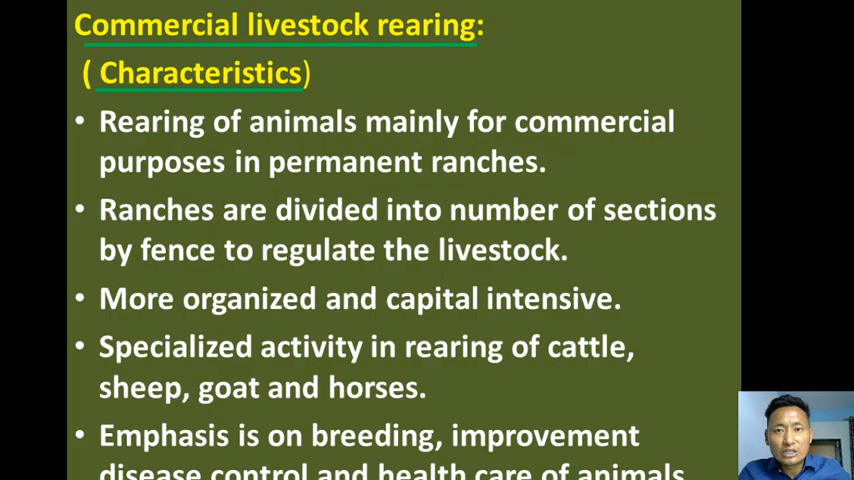 Commercial livestock rearing:
( Characteristics)
• Rearing of animals mainly for commercial
purposes in permanent ranches.
• Ranches are divided into number of sections
by fence to regulate the livestock.
• More organized and capital intensive.
• Specialized activity in rearing of cattle,
sheep, goat and horses.
• Emphasis is on breeding, improvement
disease control and health care of animals